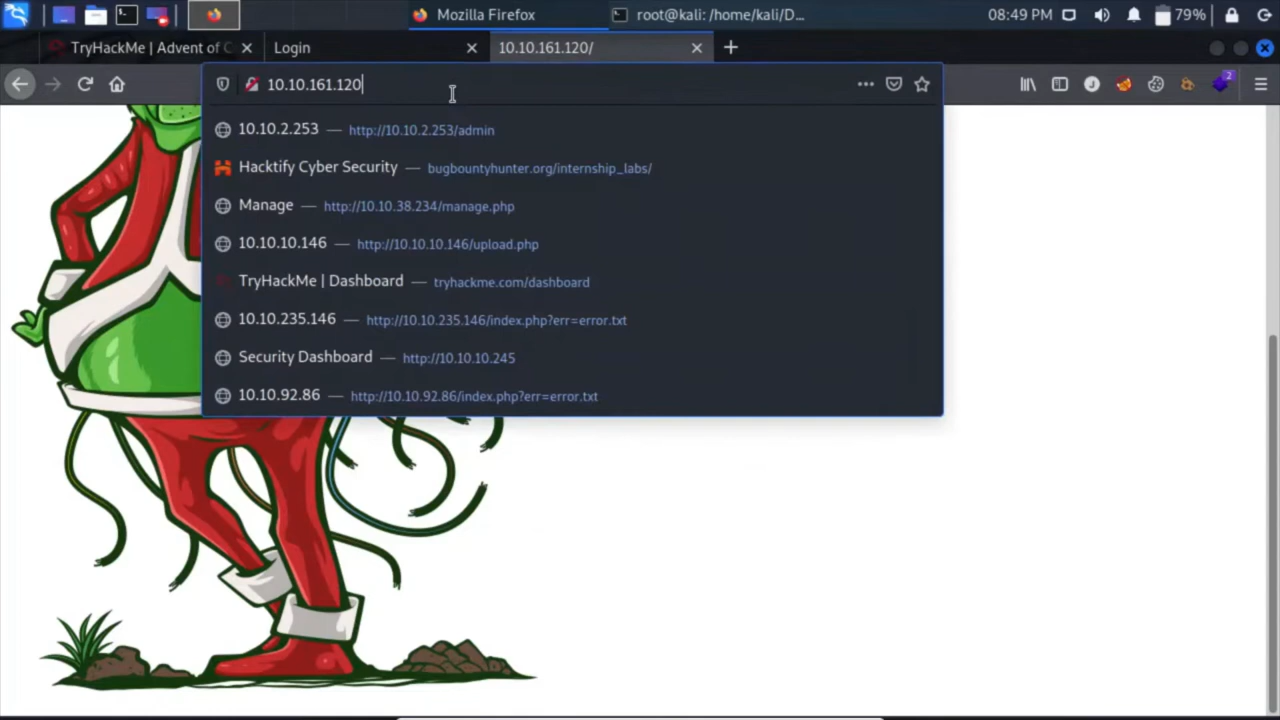 Mozilla Firefox
root@kali: /home/kali/D...
08:49 PM
79%
TryHackMe | Advent of C
Login
10.10.161.120/
10.10.161.120
10.10.2.253 — http://10.10.2.253/admin
Hacktify Cyber Security — bugbountyhunter.org/internship_labs/
Manage — http://10.10.38.234/manage.php
10.10.10.146 — http://10.10.10.146/upload.php
TryHackMe | Dashboard — tryhackme.com/dashboard
10.10.235.146 — http://10.10.235.146/index.php?err=error.txt
Security Dashboard — http://10.10.10.245
10.10.92.86 — http://10.10.92.86/index.php?err=error.txt
J
2